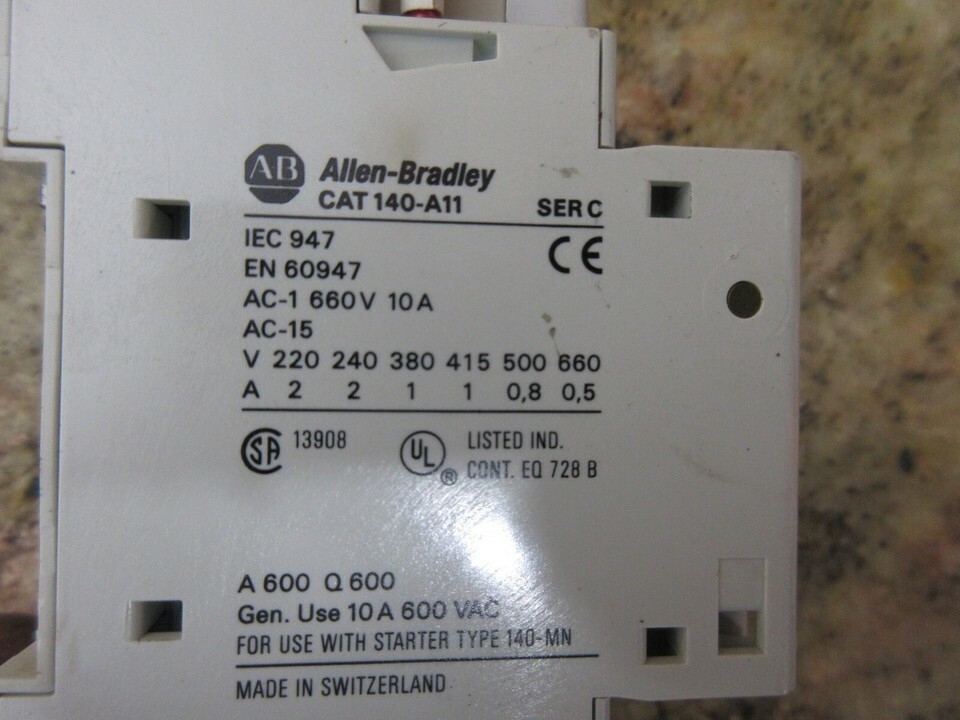 AB Allen-Bradley
CAT 140-A11 SER C
IEC 947 CE
EN 60947
AC-1 660V 10A
AC-15
V 220 240 380 415 500 660
A 2 2 1 1 0,8 0,5
SA 13908 UL ® LISTED IND.
CONT. EQ 728 B
A 600 Q 600
Gen. Use 10A 600 VAC
FOR USE WITH STARTER TYPE 140-MN
MADE IN SWITZERLAND